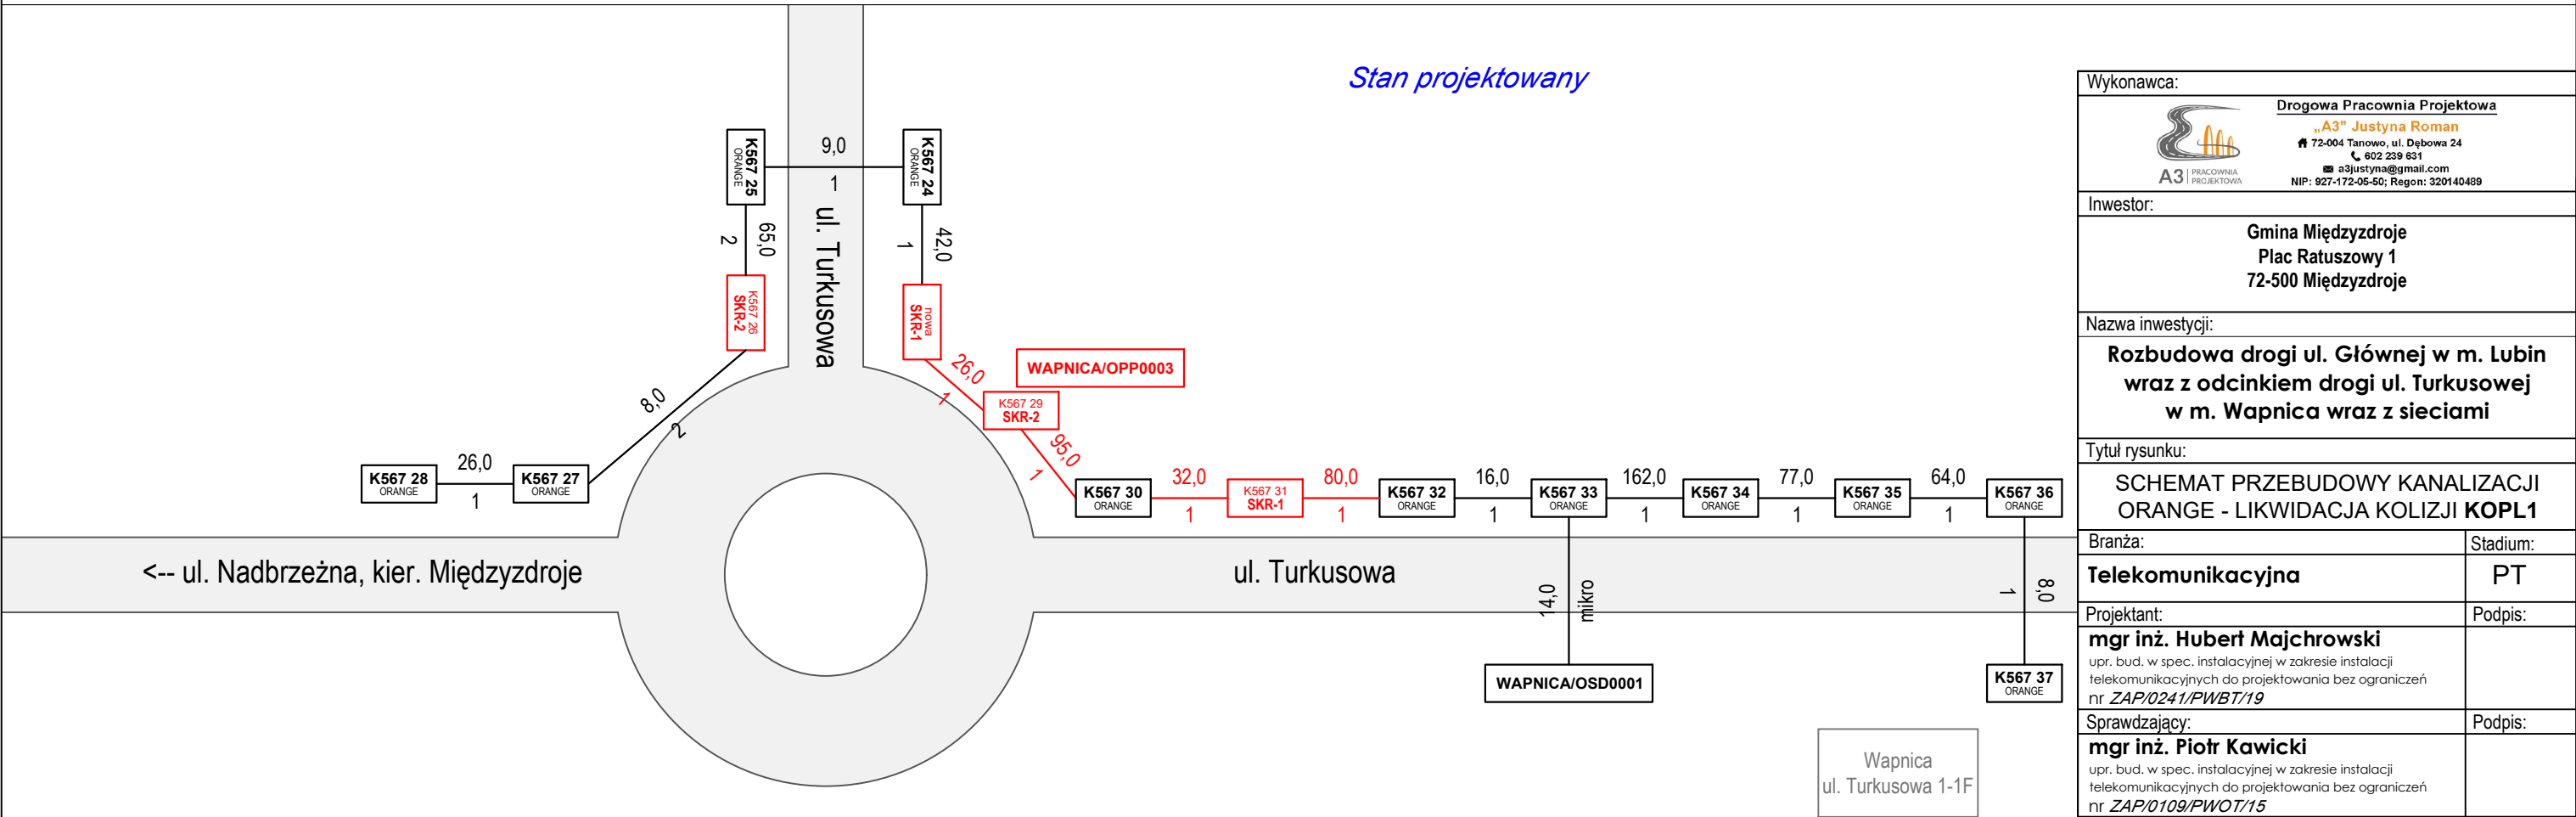 Stan projektowany
K567 25
ORANGE
9,0
1
K567 24
ORANGE
65,0
2
42,0
1
ul. Turkusowa
K567 26
SKR-2
nowa
SKR-1
8,0
2
26,0
1
WAPNICA/OPP0003
K567 29
SKR-2
95,0
1
K567 28
ORANGE
26,0
1
K567 27
ORANGE
K567 30
ORANGE
32,0
1
K567 31
SKR-1
80,0
1
K567 32
ORANGE
16,0
1
K567 33
ORANGE
162,0
1
K567 34
ORANGE
77,0
1
K567 35
ORANGE
64,0
1
K567 36
ORANGE
<-- ul. Nadbrzeżna, kier. Międzyzdroje
ul. Turkusowa
14,0
mikro
1
8,0
WAPNICA/OSD0001
K567 37
ORANGE
Wapnica
ul. Turkusowa 1-1F
Wykonawca:
Drogowa Pracownia Projektowa
„A3” Justyna Roman
72-004 Tanowo, ul. Dębowa 24
602 239 631
a3justyna@gmail.com
NIP: 927-172-05-50; Regon: 320140489
A3 | PRACOWNIA
PROJEKTOWA
Inwestor:
Gmina Międzyzdroje
Plac Ratuszowy 1
72-500 Międzyzdroje
Nazwa inwestycji:
Rozbudowa drogi ul. Głównej w m. Lubin
wraz z odcinkiem drogi ul. Turkusowej
w m. Wapnica wraz z sieciami
Tytuł rysunku:
SCHEMAT PRZEBUDOWY KANALIZACJI
ORANGE - LIKWIDACJA KOLIZJI KOPL1
Branża:
Stadium:
Telekomunikacyjna
PT
Projektant:
Podpis:
mgr inż. Hubert Majchrowski
upr. bud. w spec. instalacyjnej w zakresie instalacji
telekomunikacyjnych do projektowania bez ograniczeń
nr ZAP/0241/PWBT/19
Sprawdzający:
Podpis:
mgr inż. Piotr Kawicki
upr. bud. w spec. instalacyjnej w zakresie instalacji
telekomunikacyjnych do projektowania bez ograniczeń
nr ZAP/0109/PWOT/15